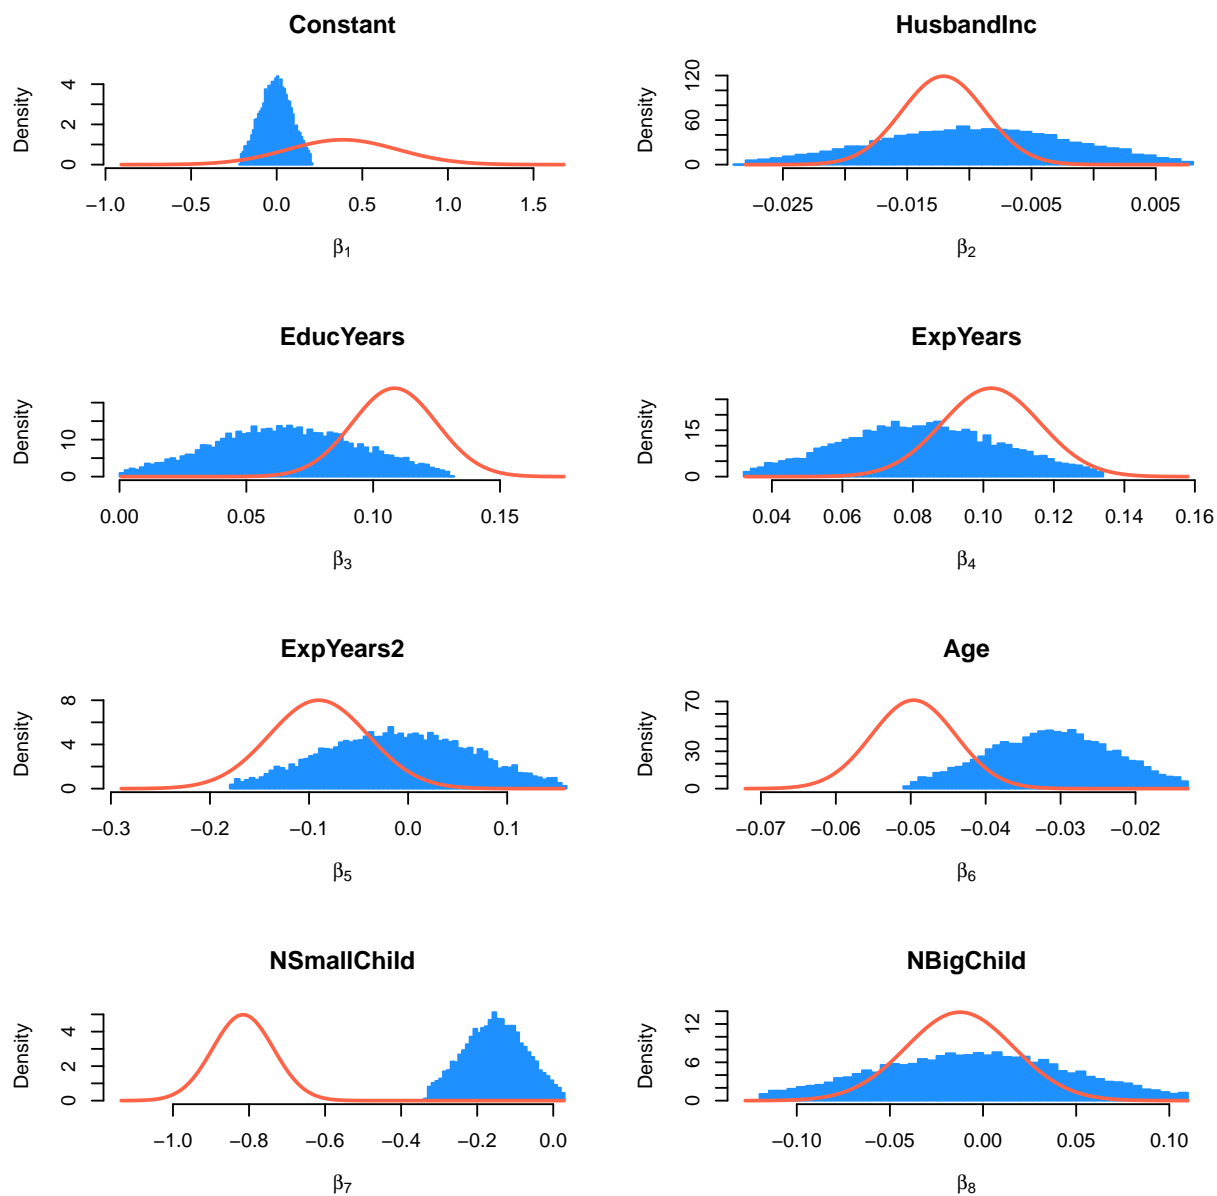 Constant
Density
0 2 4
−1.0 −0.5 0.0 0.5 1.0 1.5
β1
HusbandInc
Density
0 60 120
−0.025 −0.015 −0.005 0.005
β2
EducYears
Density
0 10
0.00 0.05 0.10 0.15
β3
ExpYears
Density
0 15
0.04 0.06 0.08 0.10 0.12 0.14 0.16
β4
ExpYears2
Density
0 4 8
−0.3 −0.2 −0.1 0.0 0.1
β5
Age
Density
0 30 70
−0.07 −0.06 −0.05 −0.04 −0.03 −0.02
β6
NSmallChild
Density
0 2 4
−1.0 −0.8 −0.6 −0.4 −0.2 0.0
β7
NBigChild
Density
0 6 12
−0.10 −0.05 0.00 0.05 0.10
β8